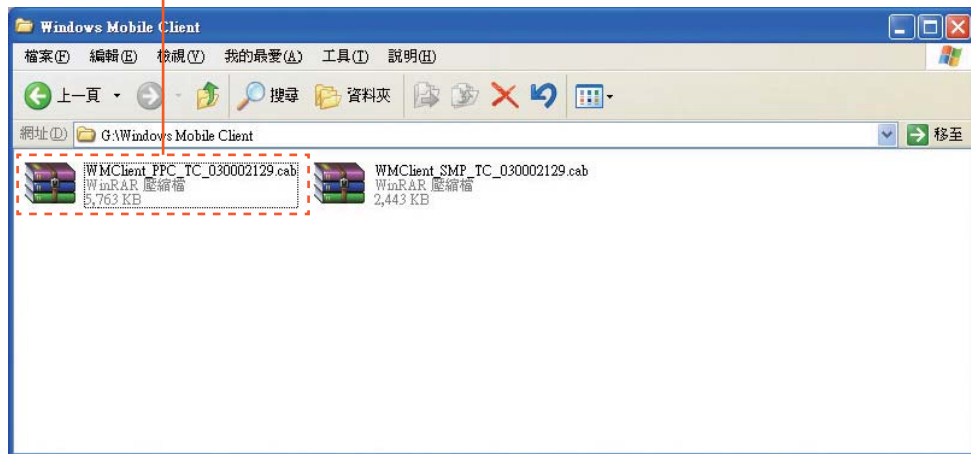 Windows Mobile Client
檔案(F) 編輯(E) 檢視(V) 我的最愛(A) 工具(T) 說明(H)
上一頁 搜尋 資料夾
網址(D) G:\Windows Mobile Client 移至
WMClient_PPC_TC_030002129.cab
WinRAR 壓縮檔
5,763 KB
WMClient_SMP_TC_030002129.cab
WinRAR 壓縮檔
2,443 KB